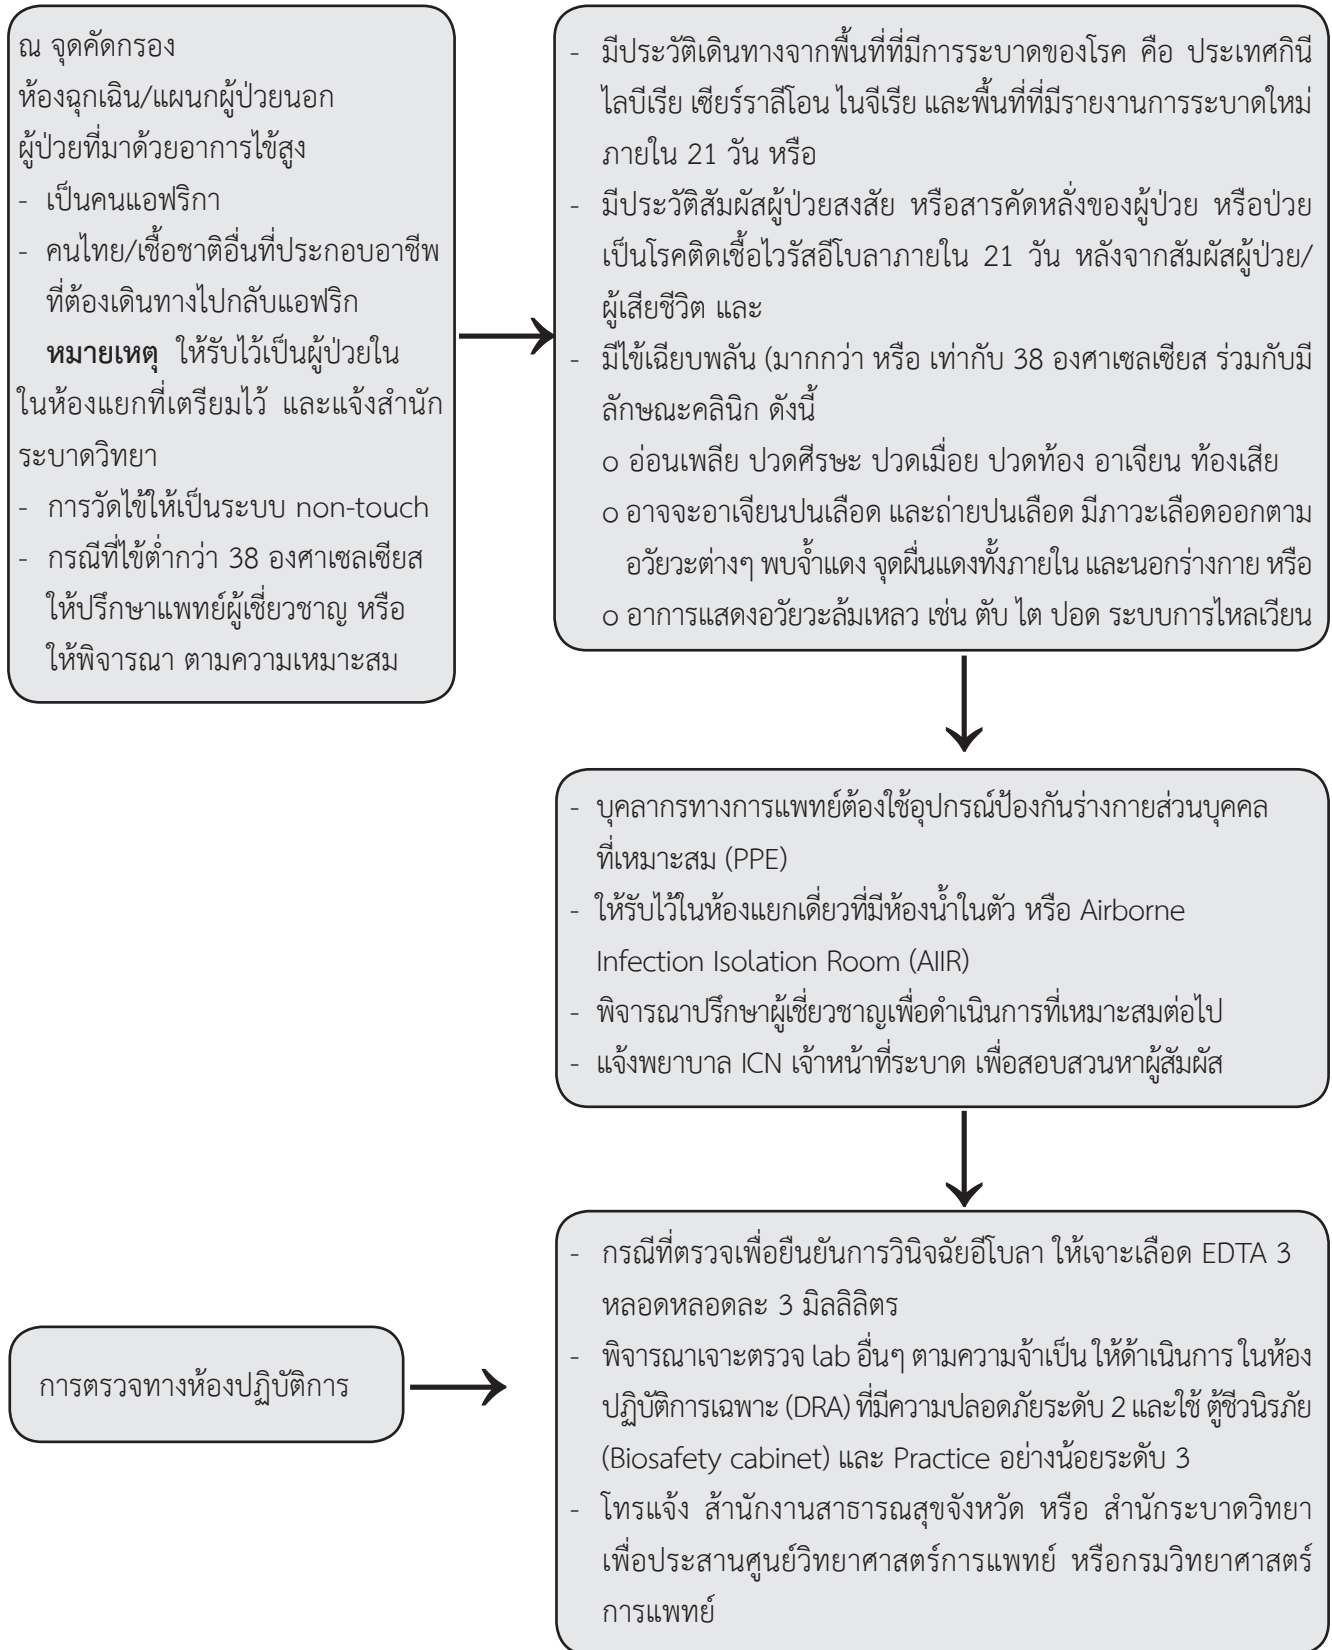 ณ จุดคัดกรอง
ห้องฉุกเฉิน/แผนกผู้ป่วยนอก
ผู้ป่วยที่มาด้วยอาการไข้สูง
- เป็นคนแอฟริกา
- คนไทย/เชื้อชาติอื่นที่ประกอบอาชีพ
ที่ต้องเดินทางไปกลับแอฟริก
หมายเหตุ ให้รับไว้เป็นผู้ป่วยใน
ในห้องแยกที่เตรียมไว้ และแจ้งสำนัก
ระบาดวิทยา
- การวัดไข้ให้เป็นระบบ non-touch
- กรณีที่ไข้ต่ำกว่า 38 องศาเซลเซียส
ให้ปรึกษาแพทย์ผู้เชี่ยวชาญ หรือ
ให้พิจารณา ตามความเหมาะสม
- มีประวัติเดินทางจากพื้นที่ที่มีการระบาดของโรค คือ ประเทศกินี
ไลบีเรีย เซียร์ราลีโอน ไนจีเรีย และพื้นที่ที่มีรายงานการระบาดใหม่
ภายใน 21 วัน หรือ
- มีประวัติสัมผัสผู้ป่วยสงสัย หรือสารคัดหลั่งของผู้ป่วย หรือป่วย
เป็นโรคติดเชื้อไวรัสอีโบลาภายใน 21 วัน หลังจากสัมผัสผู้ป่วย/
ผู้เสียชีวิต และ
- มีไข้เฉียบพลัน (มากกว่า หรือ เท่ากับ 38 องศาเซลเซียส ร่วมกับมี
ลักษณะคลินิก ดังนี้
o อ่อนเพลีย ปวดศีรษะ ปวดเมื่อย ปวดท้อง อาเจียน ท้องเสีย
o อาจจะอาเจียนปนเลือด และถ่ายปนเลือด มีภาวะเลือดออกตาม
อวัยวะต่างๆ พบจ้ำแดง จุดผื่นแดงทั้งภายใน และนอกร่างกาย หรือ
o อาการแสดงอวัยวะล้มเหลว เช่น ตับ ไต ปอด ระบบการไหลเวียน
- บุคลากรทางการแพทย์ต้องใช้อุปกรณ์ป้องกันร่างกายส่วนบุคคล
ที่เหมาะสม (PPE)
- ให้รับไว้ในห้องแยกเดี่ยวที่มีห้องน้ำในตัว หรือ Airborne
Infection Isolation Room (AIIR)
- พิจารณาปรึกษาผู้เชี่ยวชาญเพื่อดำเนินการที่เหมาะสมต่อไป
- แจ้งพยาบาล ICN เจ้าหน้าที่ระบาด เพื่อสอบสวนหาผู้สัมผัส
การตรวจทางห้องปฏิบัติการ
- กรณีที่ตรวจเพื่อยืนยันการวินิจฉัยอีโบลา ให้เจาะเลือด EDTA 3
หลอดหลอดละ 3 มิลลิลิตร
- พิจารณาเจาะตรวจ lab อื่นๆ ตามความจ้าเป็น ให้ด้าเนินการ ในห้อง
ปฏิบัติการเฉพาะ (DRA) ที่มีความปลอดภัยระดับ 2 และใช้ ตู้ชีวนิรภัย
(Biosafety cabinet) และ Practice อย่างน้อยระดับ 3
- โทรแจ้ง ส้านักงานสาธารณสุขจังหวัด หรือ สำนักระบาดวิทยา
เพื่อประสานศูนย์วิทยาศาสตร์การแพทย์ หรือกรมวิทยาศาสตร์
การแพทย์